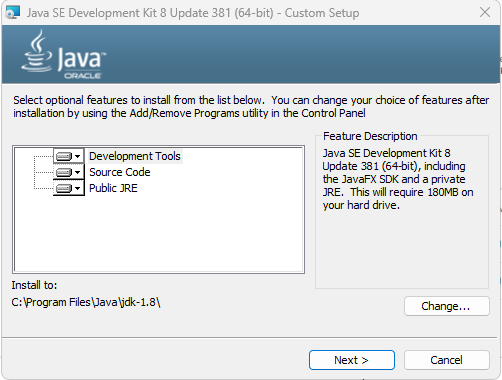 Java SE Development Kit 8 Update 381 (64-bit) - Custom Setup
Java™
ORACLE
Select optional features to install from the list below. You can change your choice of features after
installation by using the Add/Remove Programs utility in the Control Panel
Development Tools
Source Code
Public JRE
Feature Description
Java SE Development Kit 8
Update 381 (64-bit), including
the JavaFX SDK and a private
JRE. This will require 180MB on
your hard drive.
Install to:
C:\Program Files\Java\jdk-1.8\
Change...
Next >
Cancel